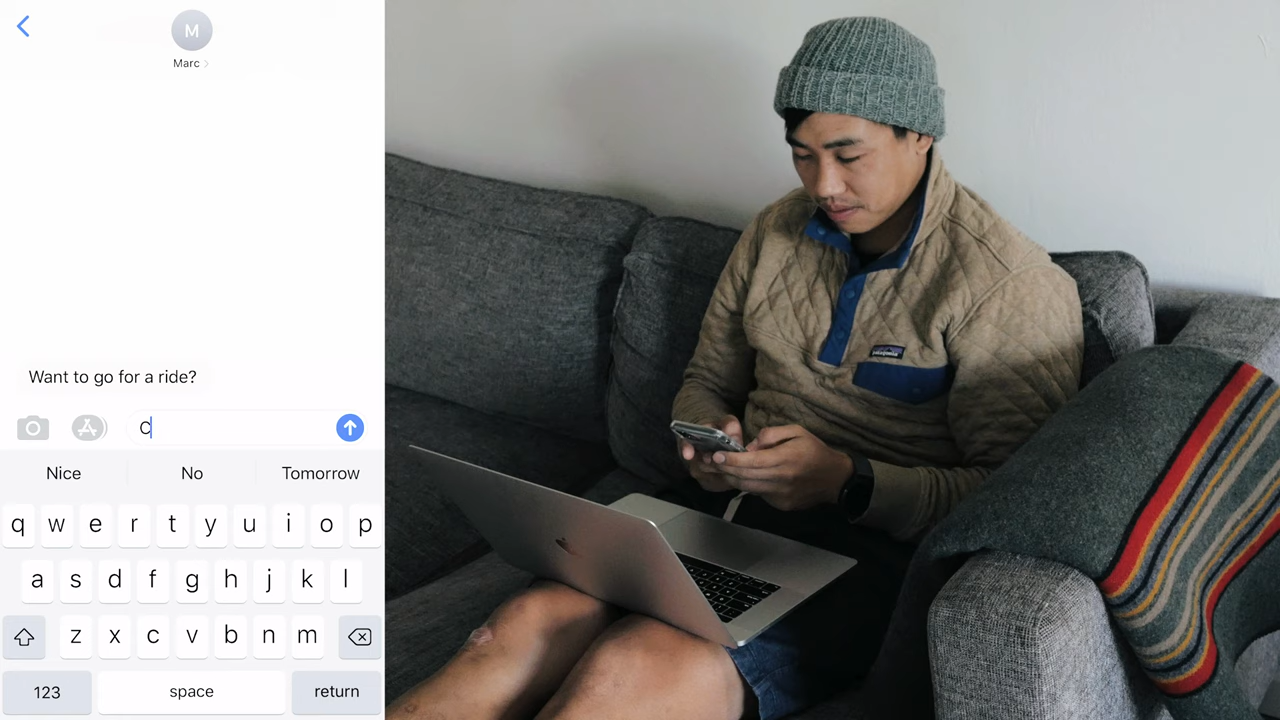 M
Marc
Want to go for a ride?
C
Nice No Tomorrow
q w e r t y u i o p
a s d f g h j k l
z x c v b n m
123 space return
patagonia